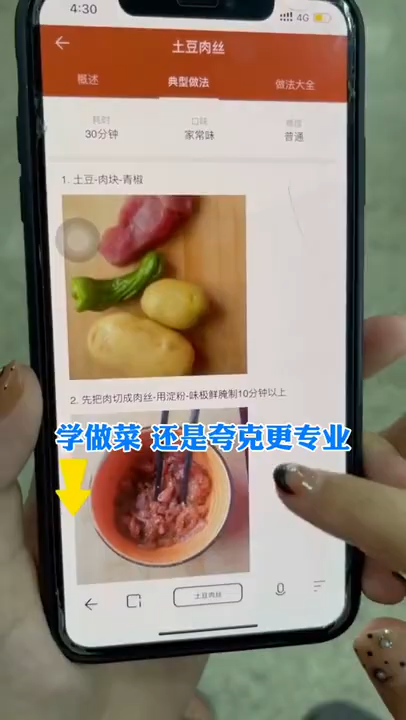 4:30
4G
土豆肉丝
概述
典型做法
做法大全
耗时
口味
难度
30分钟
家常味
普通
1. 土豆-肉块-青椒
2. 先把肉切成肉丝-用淀粉-味极鲜腌制10分钟以上
学做菜 还是夸克更专业
土豆肉丝